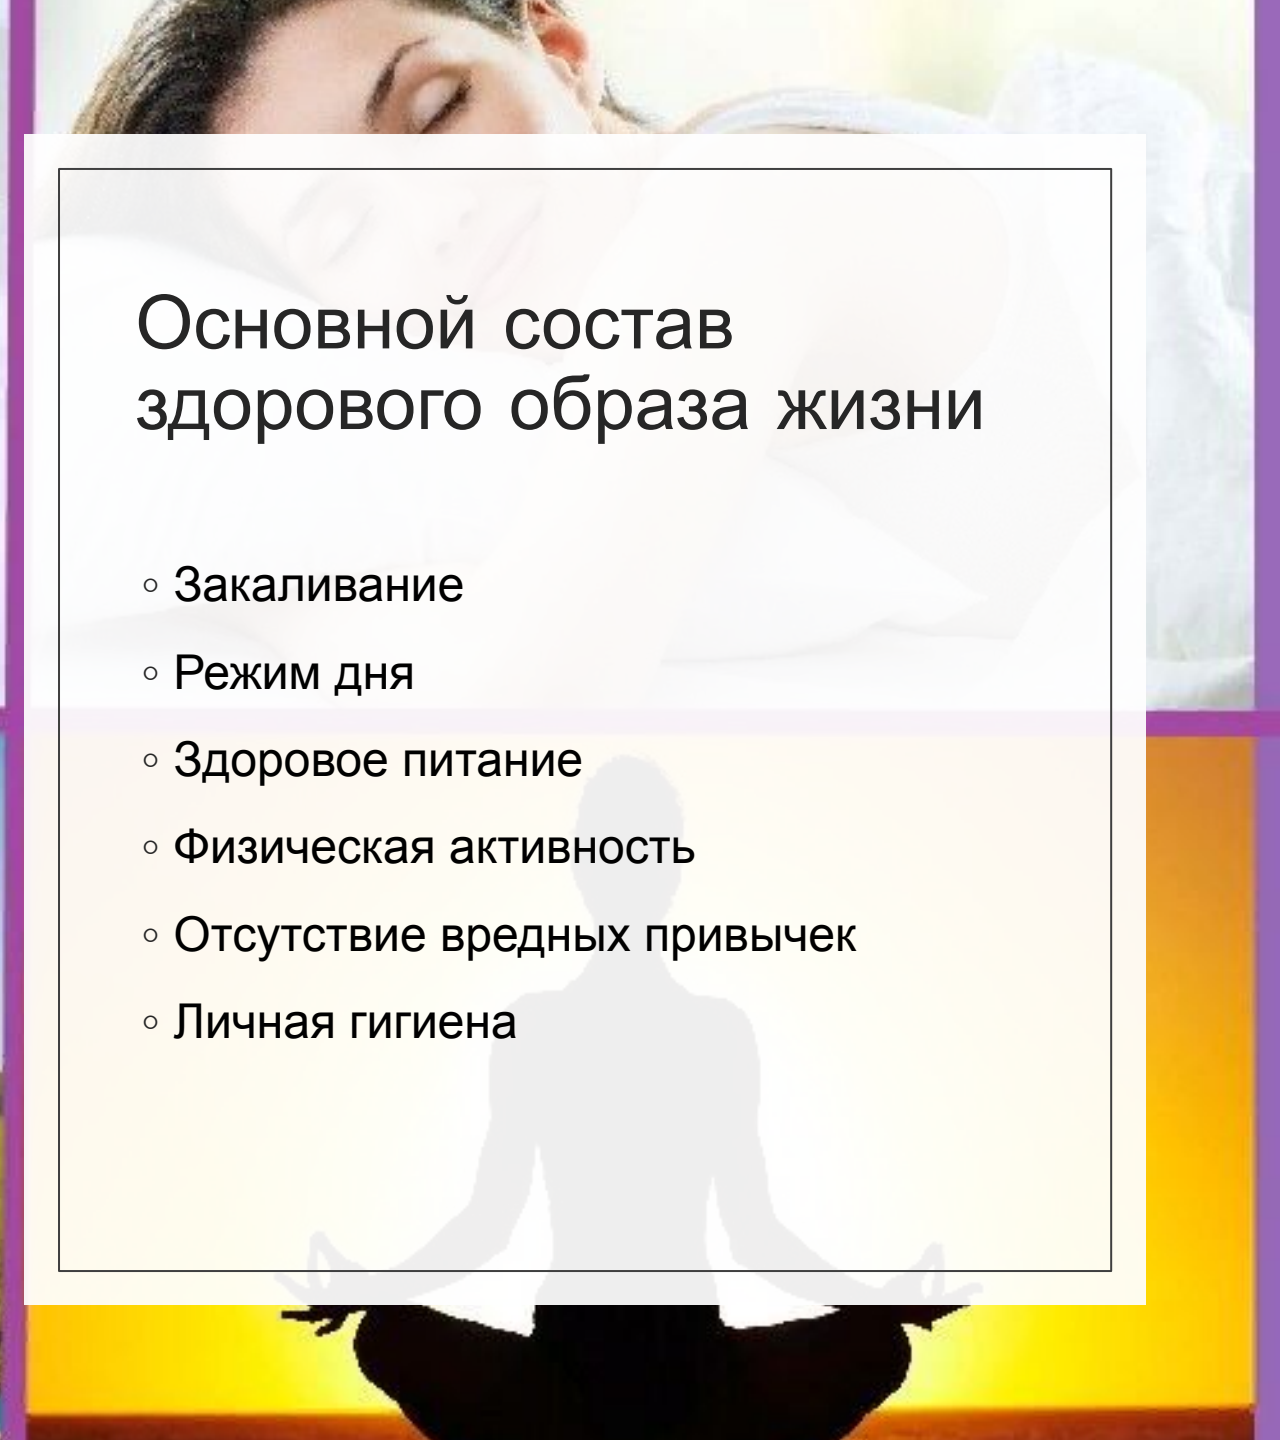 Основной состав
здорового образа жизни
◦ Закаливание
◦ Режим дня
◦ Здоровое питание
◦ Физическая активность
◦ Отсутствие вредных привычек
◦ Личная гигиена